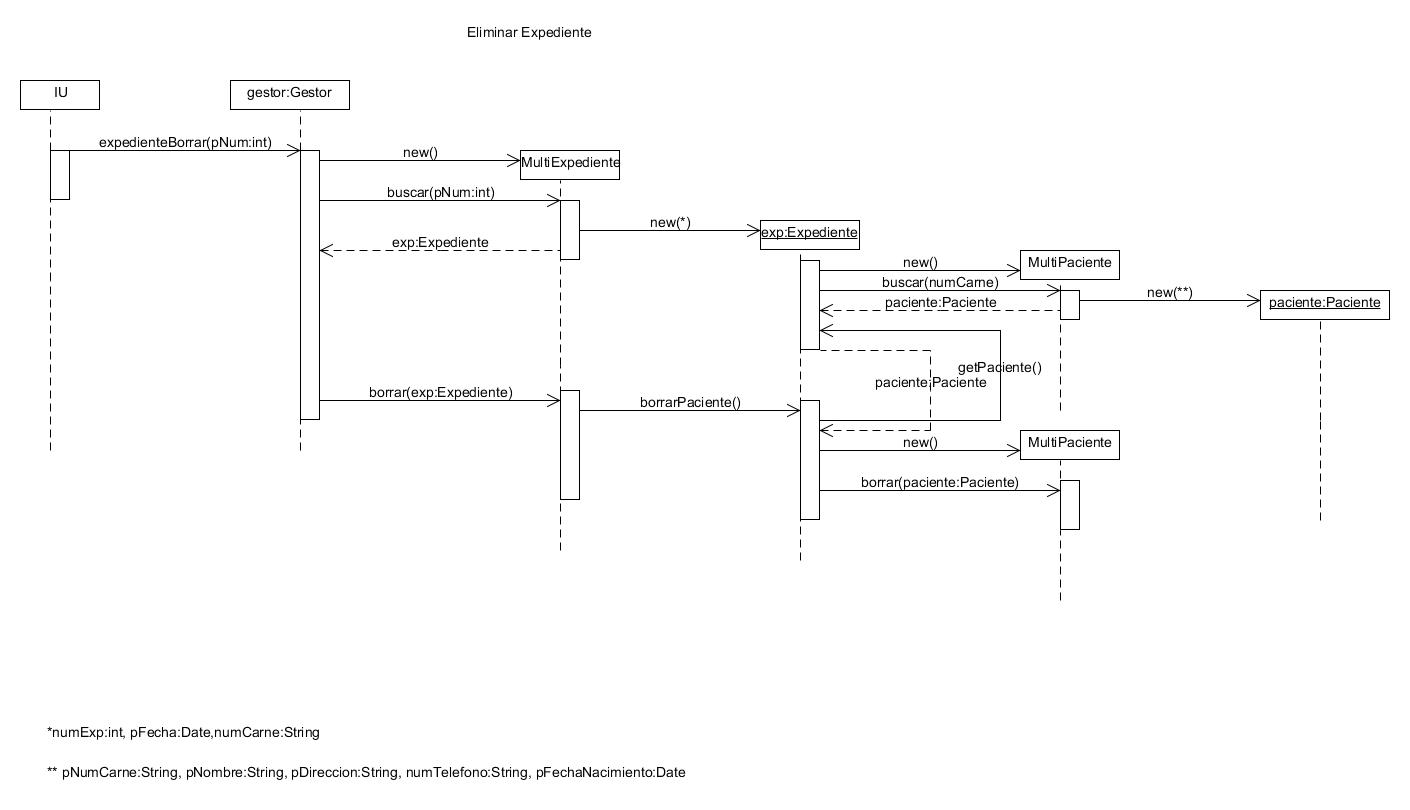 Eliminar Expediente
IU
gestor:Gestor
expedienteBorrar(pNum:int)
new()
MultiExpediente
buscar(pNum:int)
new(*)
exp:Expediente
exp:Expediente
new()
MultiPaciente
buscar(numCarne)
new(**)
paciente:Paciente
paciente:Paciente
getPaciente()
paciente:Paciente
borrar(exp:Expediente)
borrarPaciente()
new()
MultiPaciente
borrar(paciente:Paciente)
*numExp:int, pFecha:Date,numCarne:String
** pNumCarne:String, pNombre:String, pDireccion:String, numTelefono:String, pFechaNacimiento:Date